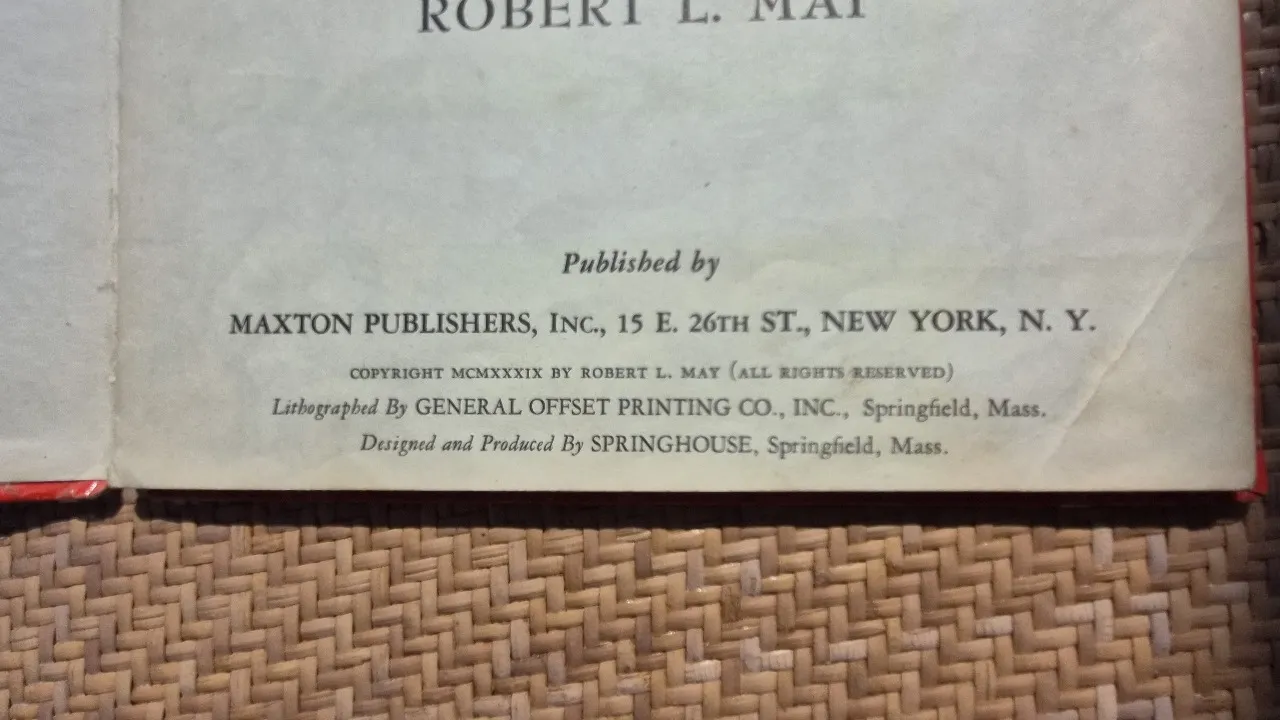 ROBERT L. MAY
Published by
MAXTON PUBLISHERS, INC., 15 E. 26TH ST., NEW YORK, N. Y.
COPYRIGHT MCMXXXIX BY ROBERT L. MAY (ALL RIGHTS RESERVED)
Lithographed By GENERAL OFFSET PRINTING CO., INC., Springfield, Mass.
Designed and Produced By SPRINGHOUSE, Springfield, Mass.